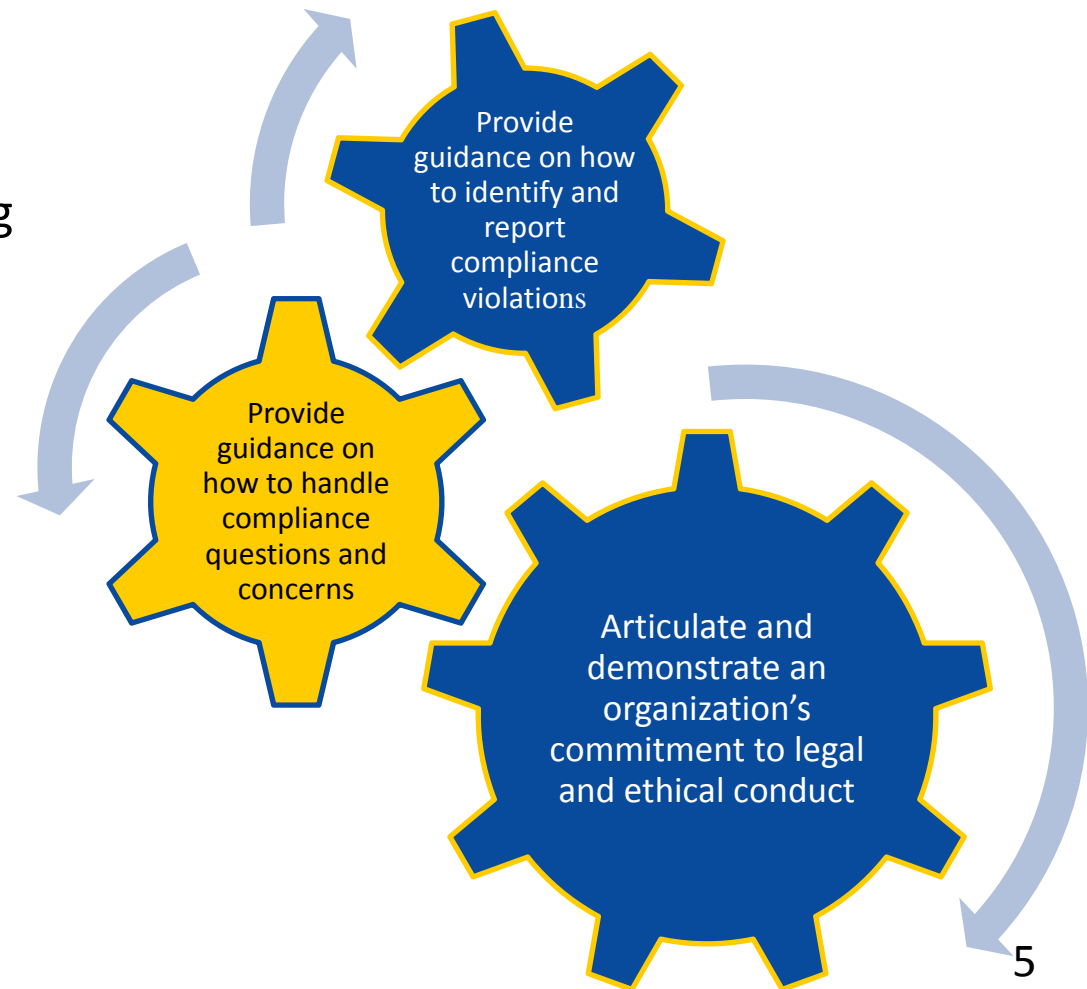 Provide
guidance on how
to identify and
report
compliance
violations
g
Provide
guidance on
how to handle
compliance
questions and
concerns
Articulate and
demonstrate an
organization’s
commitment to legal
and ethical conduct
5